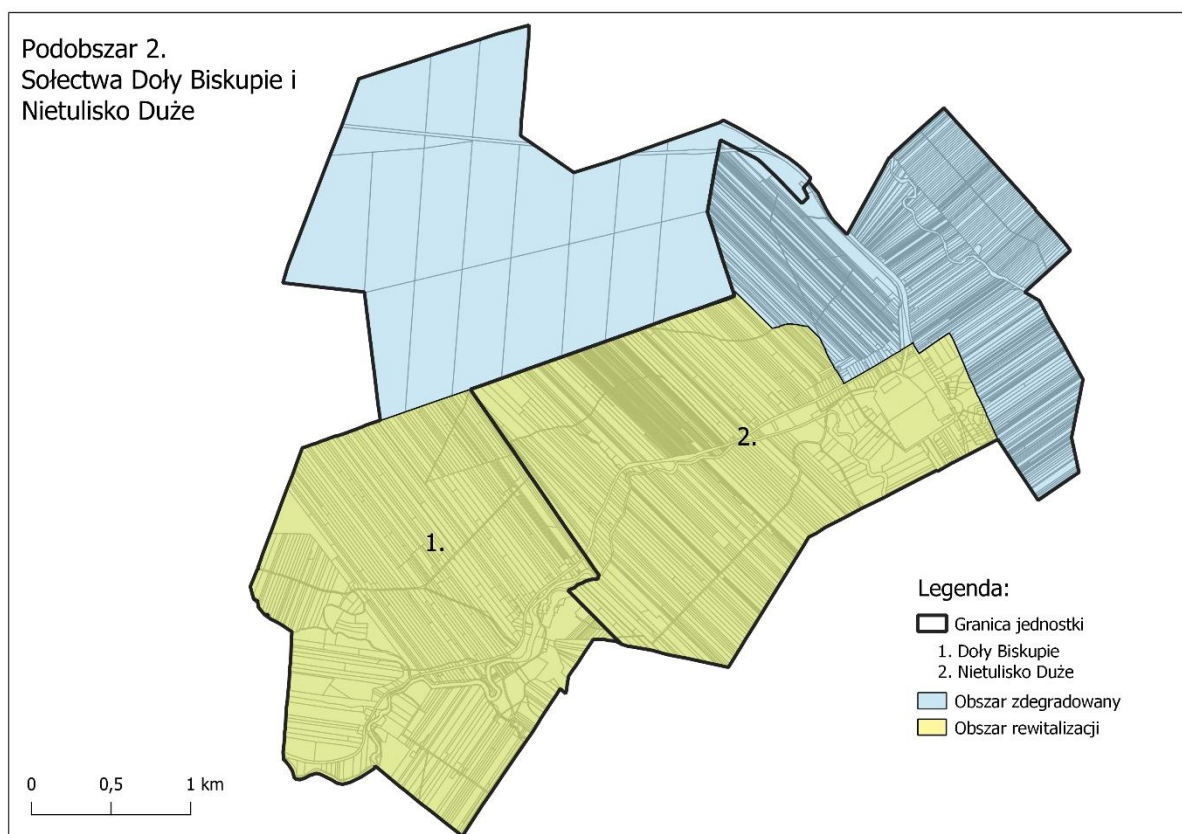 Podobszar 2.
Sołectwa Doły Biskupie i
Nietulisko Duże
2.
1.
Legenda:
Granica jednostki
1. Doły Biskupie
2. Nietulisko Duże
Obszar zdegradowany
Obszar rewitalizacji
0 0,5 1 km